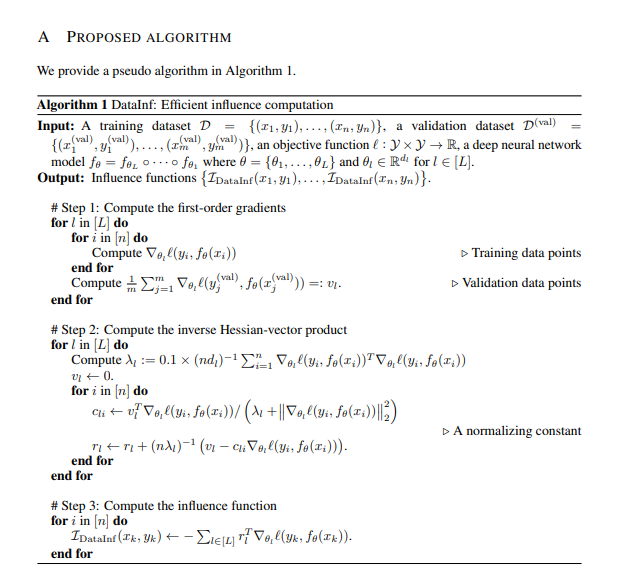 A PROPOSED ALGORITHM
We provide a pseudo algorithm in Algorithm 1.
Algorithm 1 DataInf: Efficient influence computation
Input: A training dataset $\mathcal{D} = \{(x_1, y_1), \ldots, (x_n, y_n)\}$, a validation dataset $\mathcal{D}^{(\text{val})} =$
$\{(x_1^{(\text{val})}, y_1^{(\text{val})}), \ldots, (x_m^{(\text{val})}, y_m^{(\text{val})})\}$, an objective function $\ell : \mathcal{Y} \times \mathcal{Y} \to \mathbb{R}$, a deep neural network
model $f_\theta = f_{\theta_L} \circ \cdots \circ f_{\theta_1}$ where $\theta = \{\theta_1, \ldots, \theta_L\}$ and $\theta_l \in \mathbb{R}^{d_l}$ for $l \in [L]$.
Output: Influence functions $\{\mathcal{I}_{\text{DataInf}}(x_1, y_1), \ldots, \mathcal{I}_{\text{DataInf}}(x_n, y_n)\}$.
# Step 1: Compute the first-order gradients
for $l$ in $[L]$ do
for $i$ in $[n]$ do
Compute $\nabla_{\theta_l} \ell(y_i, f_\theta(x_i))$ ▷ Training data points
end for
Compute $\frac{1}{m} \sum_{j=1}^{m} \nabla_{\theta_l} \ell(y_j^{(\text{val})}, f_\theta(x_j^{(\text{val})})) =: v_l$. ▷ Validation data points
end for
# Step 2: Compute the inverse Hessian-vector product
for $l$ in $[L]$ do
Compute $\lambda_l := 0.1 \times (nd_l)^{-1} \sum_{i=1}^{n} \nabla_{\theta_l} \ell(y_i, f_\theta(x_i))^T \nabla_{\theta_l} \ell(y_i, f_\theta(x_i))$
$v_l \leftarrow 0$.
for $i$ in $[n]$ do
$c_{li} \leftarrow v_l^T \nabla_{\theta_l} \ell(y_i, f_\theta(x_i)) / \left(\lambda_l + \|\nabla_{\theta_l} \ell(y_i, f_\theta(x_i))\|_2^2\right)$
▷ A normalizing constant
$r_l \leftarrow r_l + (n\lambda_l)^{-1} \left(v_l - c_{li} \nabla_{\theta_l} \ell(y_i, f_\theta(x_i))\right)$.
end for
end for
# Step 3: Compute the influence function
for $i$ in $[n]$ do
$\mathcal{I}_{\text{DataInf}}(x_k, y_k) \leftarrow - \sum_{l \in [L]} r_l^T \nabla_{\theta_l} \ell(y_k, f_\theta(x_k))$.
end for